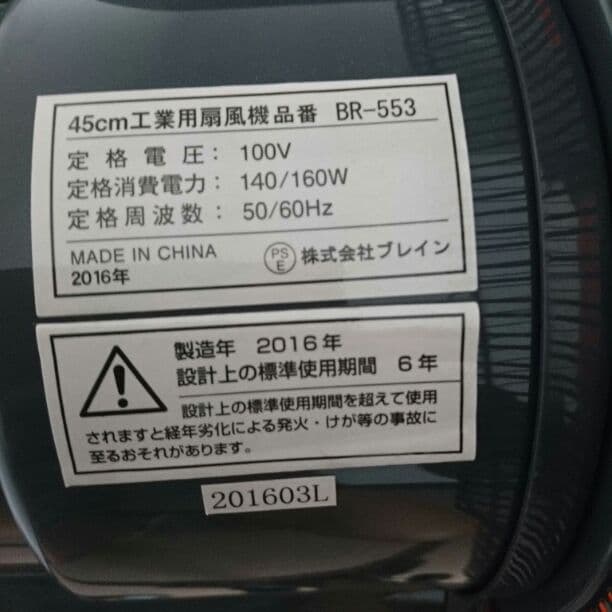 45cm工業用扇風機品番 BR-553
定格電圧： 100V
定格消費電力： 140/160W
定格周波数： 50/60Hz
MADE IN CHINA
2016年
PSE 株式会社ブレイン
製造年 2016年
設計上の標準使用期間 6年
設計上の標準使用期間を超えて使用
されますと経年劣化による発火・けが等の事故に
至るおそれがあります。
201603L